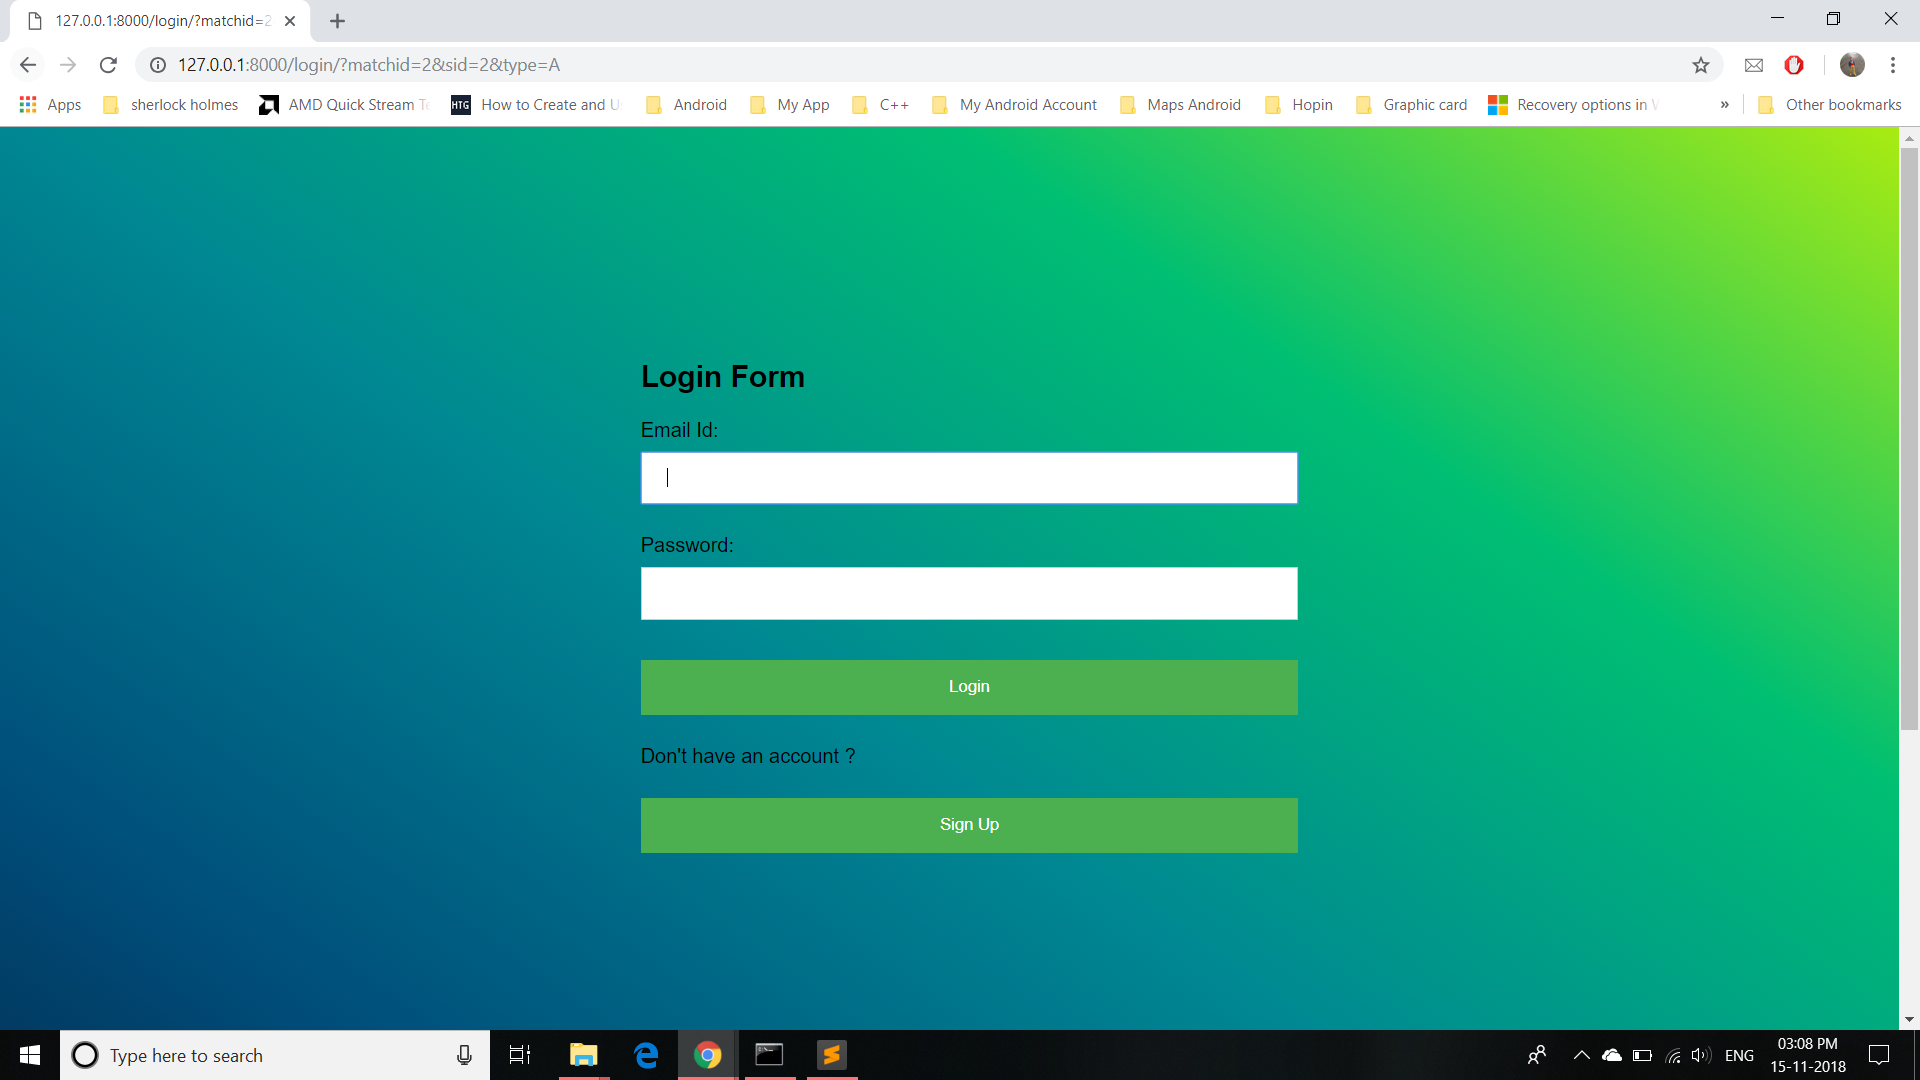 127.0.0.1:8000/login/?matchid=2
127.0.0.1:8000/login/?matchid=2&sid=2&type=A
Apps sherlock holmes AMD Quick Stream How to Create and Android My App C++ My Android Account Maps Android Hopin Graphic card Recovery options in » Other bookmarks
HTG
Login Form
Email Id:
Password:
Login
Don't have an account ?
Sign Up
Type here to search
ENG
03:08 PM
15-11-2018